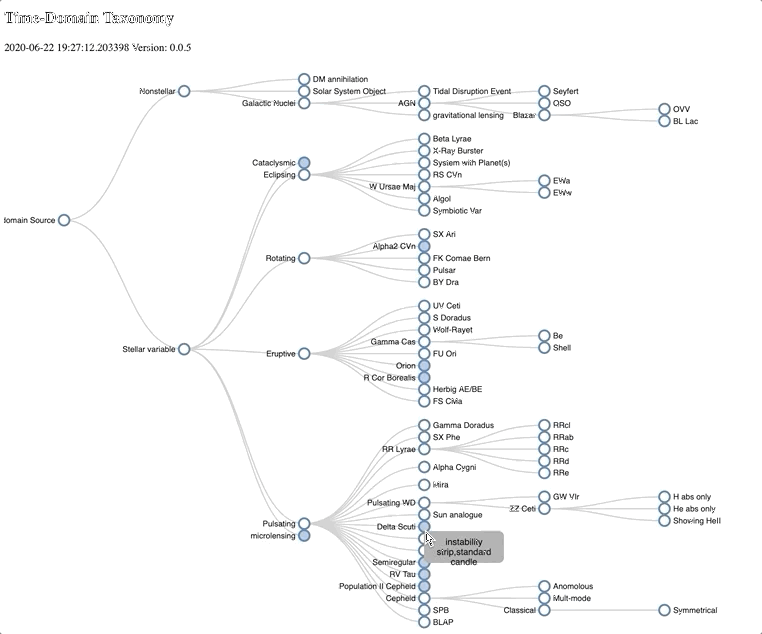 Time-Domain Taxonomy
2020-06-22 19:27:12.203398 Version: 0.0.5
DM annihilation
Nonstellar
Solar System Object
Tidal Disruption Event
Seyfert
Galactic Nuclei
AGN
QSO
OVV
gravitational lensing
Blazar
BL Lac
Beta Lyrae
X-Ray Burster
Cataclysmic
System with Planet(s)
Eclipsing
RS CVn
EWa
W Ursae Maj
EWw
Algol
Symbiotic Var
omain Source
SX Ari
Alpha2 CVn
Rotating
FK Comae Bern
Pulsar
BY Dra
UV Ceti
S Doradus
Wolf-Rayet
Be
Gamma Cas
Shell
Stellar variable
Eruptive
FU Ori
Orion
R Cor Borealis
Herbig AE/BE
Gamma Doradus
RRcl
SX Phe
RRab
RR Lyrae
RRc
RRd
Alpha Cygni
RRe
Mira
GW Vir
H abs only
Pulsating WD
ZZ Ceti
He abs only
Sun analogue
Showing HeII
Pulsating
Delta Scuti
microlensing
instability
strip,standard
candle
Semiregular
RV Tau
Population II Cepheid
Anomolous
Cepheid
Mult-mode
SPB
Classical
Symmetrical
BLAP